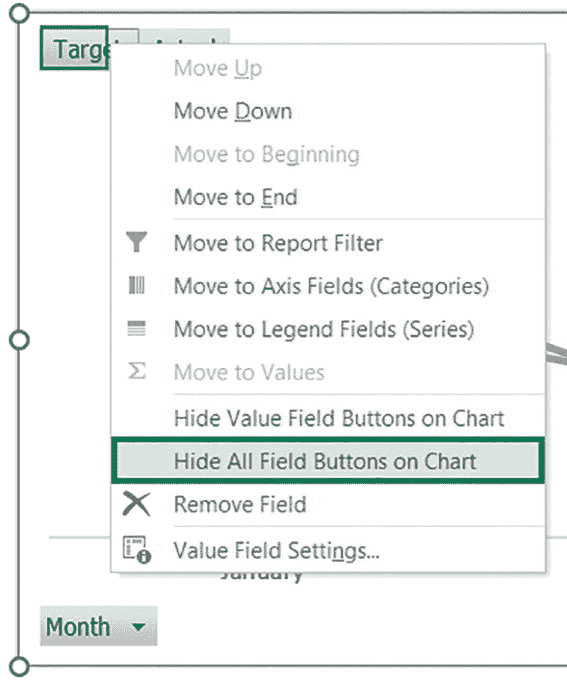 Move Up
Move Down
Move to Beginning
Move to End
Move to Report Filter
Move to Axis Fields (Categories)
Move to Legend Fields (Series)
Move to Values
Hide Value Field Buttons on Chart
Hide All Field Buttons on Chart
Remove Field
Value Field Settings...
January
Month